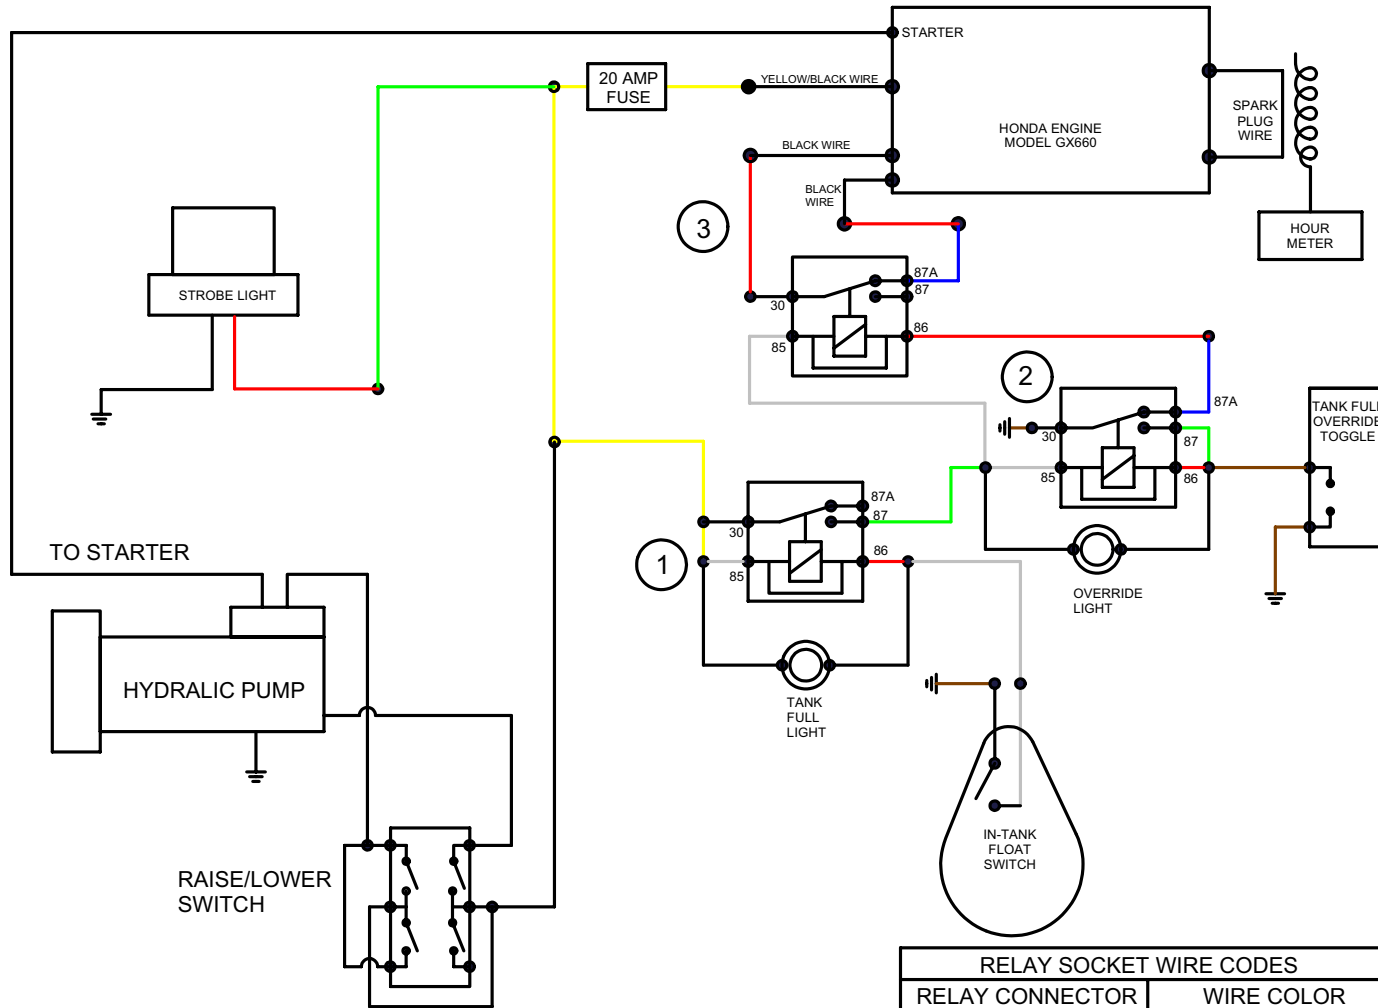 STARTER
20 AMP
FUSE
YELLOW/BLACK WIRE
HONDA ENGINE
MODEL GX660
SPARK
PLUG
WIRE
BLACK WIRE
BLACK
WIRE
HOUR
METER
3
STROBE LIGHT
87A
87
30
85
86
2
87A
87
30
85
86
TANK FULL
OVERRIDE
TOGGLE
TO STARTER
87A
87
30
85
86
1
OVERRIDE
LIGHT
HYDRALIC PUMP
TANK
FULL
LIGHT
RAISE/LOWER
SWITCH
IN-TANK
FLOAT
SWITCH
RELAY SOCKET WIRE CODES
RELAY CONNECTOR
WIRE COLOR